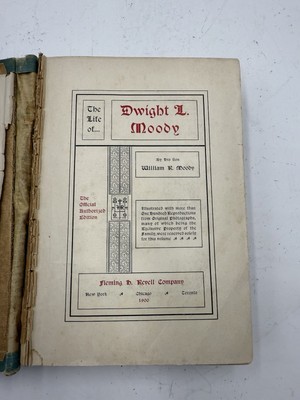 The
Life
of...
Dwight L.
Moody
By His Son
William R. Moody
The
Official
Authorized
Edition
Illustrated with more than
One Hundred Reproductions
from Original Photographs,
many of which being the
Exclusive Property of the
Family were reserved solely
for this volume
Fleming H. Revell Company
New York
Chicago
Toronto
1900